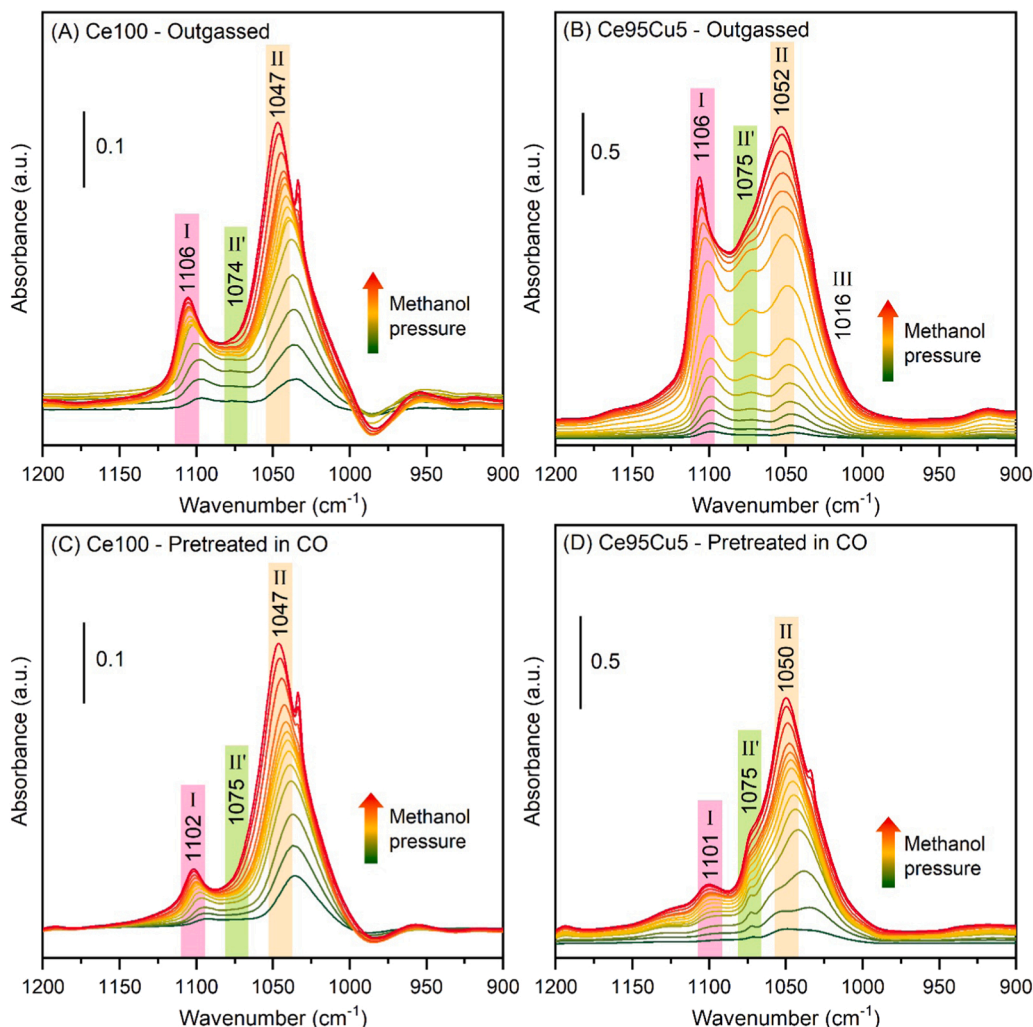 (A) Ce100 - Outgassed
0.1
I
1106
II'
1074
II
1047
Methanol
pressure
Absorbance (a.u.)
1200 1150 1100 1050 1000 950 900
Wavenumber (cm-1)
(B) Ce95Cu5 - Outgassed
0.5
I
1106
II'
1075
II
1052
III
1016
Methanol
pressure
Absorbance (a.u.)
1200 1150 1100 1050 1000 950 900
Wavenumber (cm-1)
(C) Ce100 - Pretreated in CO
0.1
I
1102
II'
1075
II
1047
Methanol
pressure
Absorbance (a.u.)
1200 1150 1100 1050 1000 950 900
Wavenumber (cm-1)
(D) Ce95Cu5 - Pretreated in CO
0.5
I
1101
II'
1075
II
1050
Methanol
pressure
Absorbance (a.u.)
1200 1150 1100 1050 1000 950 900
Wavenumber (cm-1)